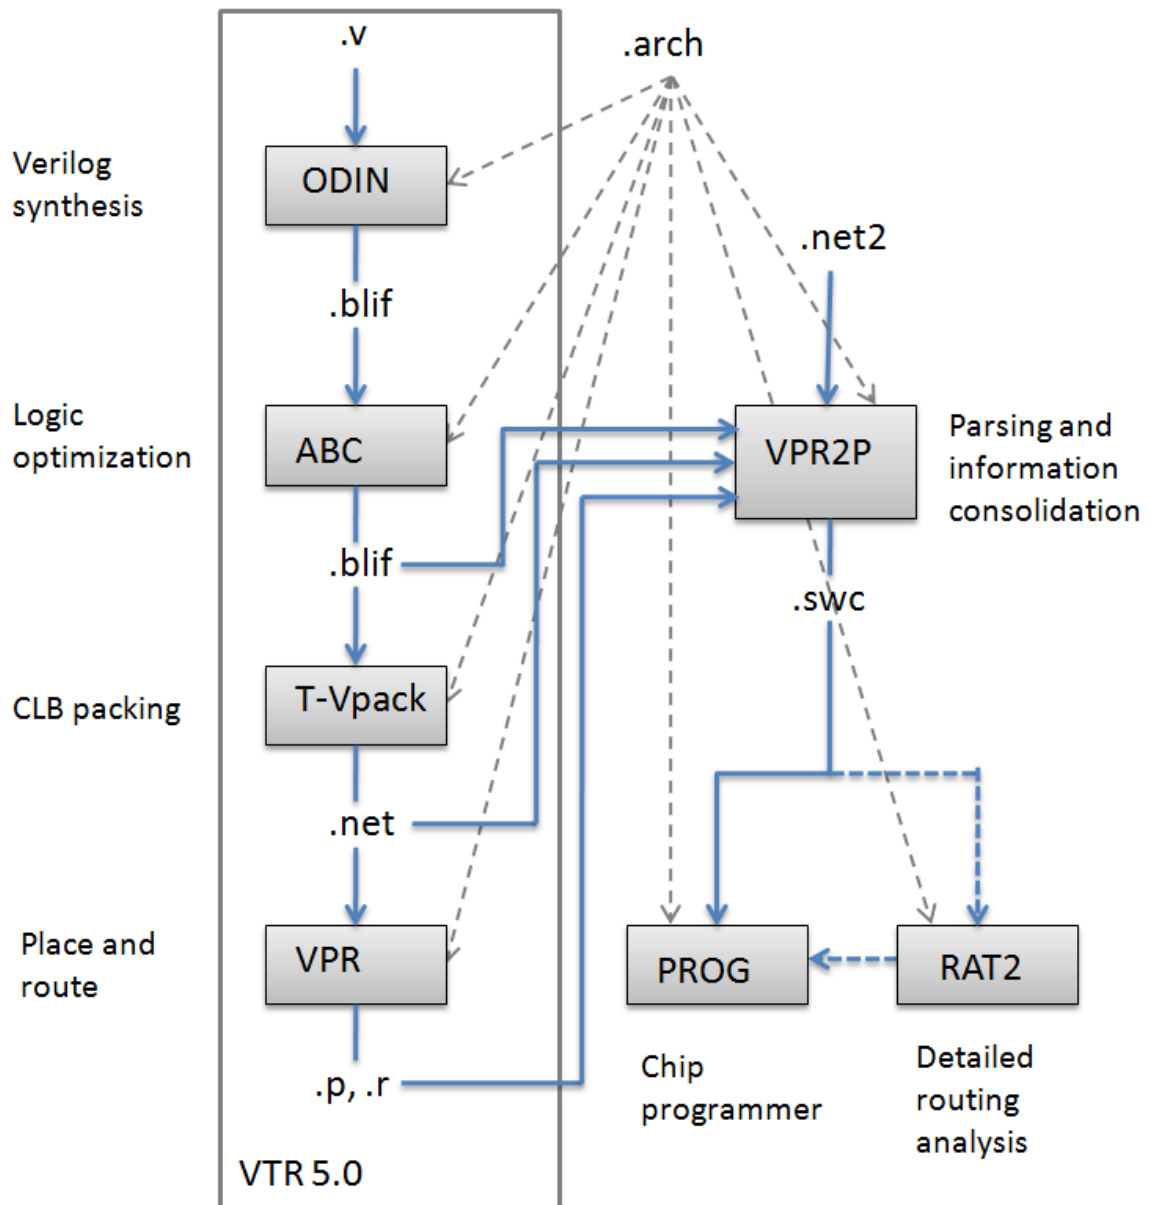 .v
.arch
Verilog
synthesis
ODIN
.net2
.blif
Logic
optimization
ABC
VPR2P
Parsing and
information
consolidation
.blif
.swc
CLB packing
T-Vpack
.net
Place and
route
VPR
PROG
RAT2
.p, .r
Chip
programmer
Detailed
routing
analysis
VTR 5.0